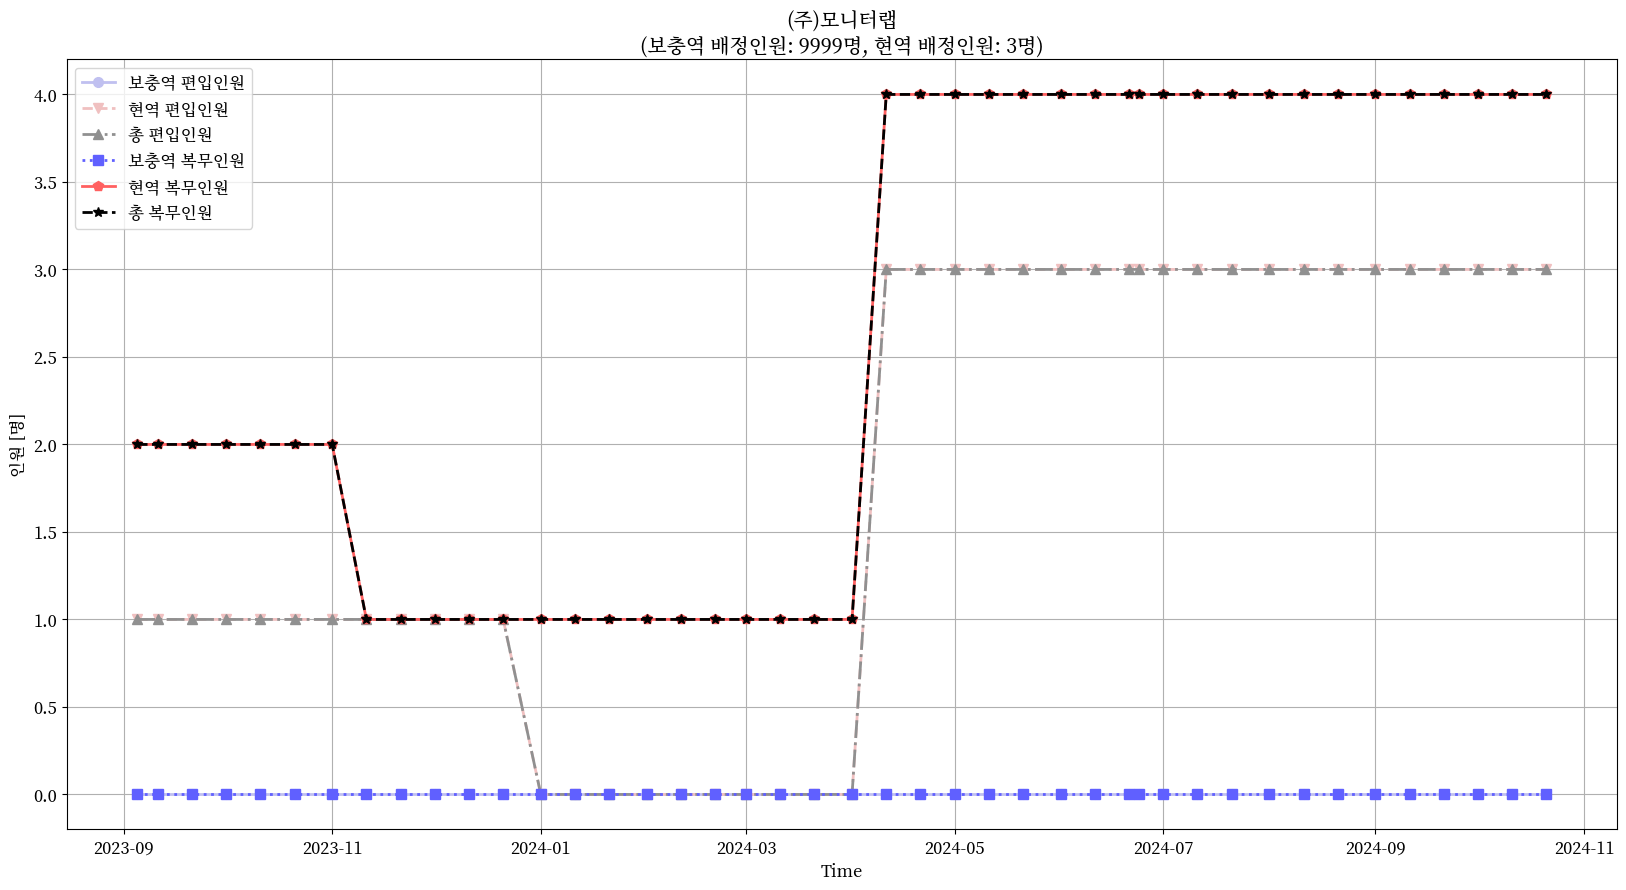 (주)모니터랩
(보충역 배정인원: 9999명, 현역 배정인원: 3명)
보충역 편입인원
현역 편입인원
총 편입인원
보충역 복무인원
현역 복무인원
총 복무인원
4.0
3.5
3.0
2.5
2.0
1.5
1.0
0.5
0.0
인원 [명]
2023-09 2023-11 2024-01 2024-03 2024-05 2024-07 2024-09 2024-11
Time